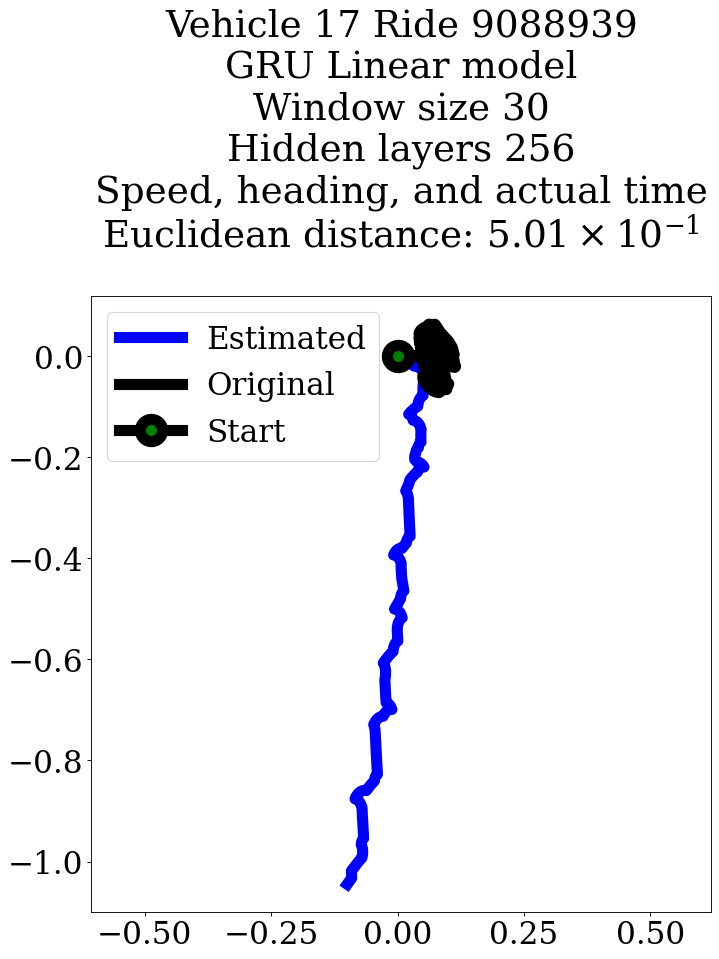 Vehicle 17 Ride 9088939
GRU Linear model
Window size 30
Hidden layers 256
Speed, heading, and actual time
Euclidean distance: 5.01 × 10⁻¹
Estimated
Original
Start
0.0
−0.2
−0.4
−0.6
−0.8
−1.0
−0.50 −0.25 0.00 0.25 0.50